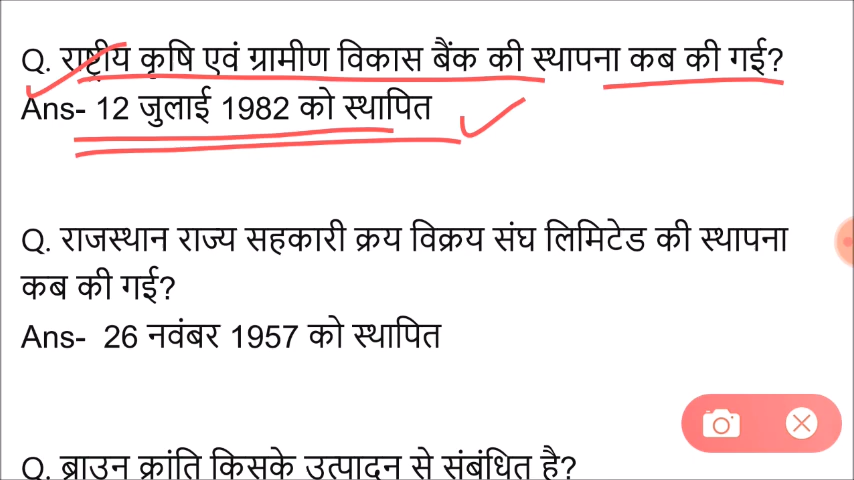 Q. राष्ट्रीय कृषि एवं ग्रामीण विकास बैंक की स्थापना कब की गई?
Ans- 12 जुलाई 1982 को स्थापित
Q. राजस्थान राज्य सहकारी क्रय विक्रय संघ लिमिटेड की स्थापना
कब की गई?
Ans-  26 नवंबर 1957 को स्थापित
Q. ब्राउन क्रांति किसके उत्पादन से संबंधित है?